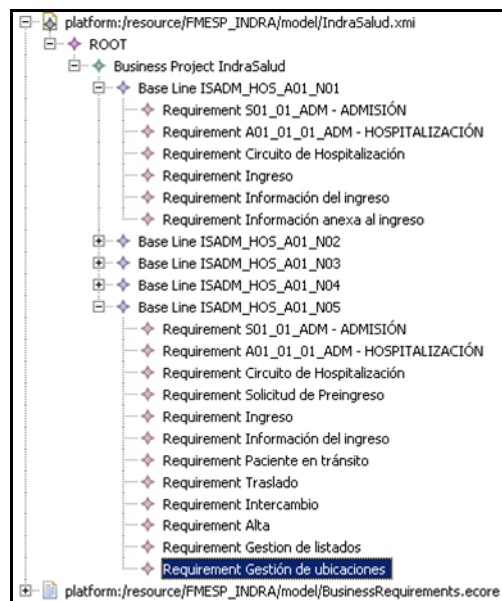 platform:/resource/FMESP_INDRA/model/IndraSalud.xmi
ROOT
Business Project IndraSalud
Base Line ISADM_HOS_A01_N01
Requirement S01_01_ADM - ADMISIÓN
Requirement A01_01_01_ADM - HOSPITALIZACIÓN
Requirement Circuito de Hospitalización
Requirement Ingreso
Requirement Información del ingreso
Requirement Información anexa al ingreso
Base Line ISADM_HOS_A01_N02
Base Line ISADM_HOS_A01_N03
Base Line ISADM_HOS_A01_N04
Base Line ISADM_HOS_A01_N05
Requirement S01_01_ADM - ADMISIÓN
Requirement A01_01_01_ADM - HOSPITALIZACIÓN
Requirement Circuito de Hospitalización
Requirement Solicitud de Preingreso
Requirement Ingreso
Requirement Información del ingreso
Requirement Paciente en tránsito
Requirement Traslado
Requirement Intercambio
Requirement Alta
Requirement Gestion de listados
Requirement Gestión de ubicaciones
platform:/resource/FMESP_INDRA/model/BusinessRequirements.ecore